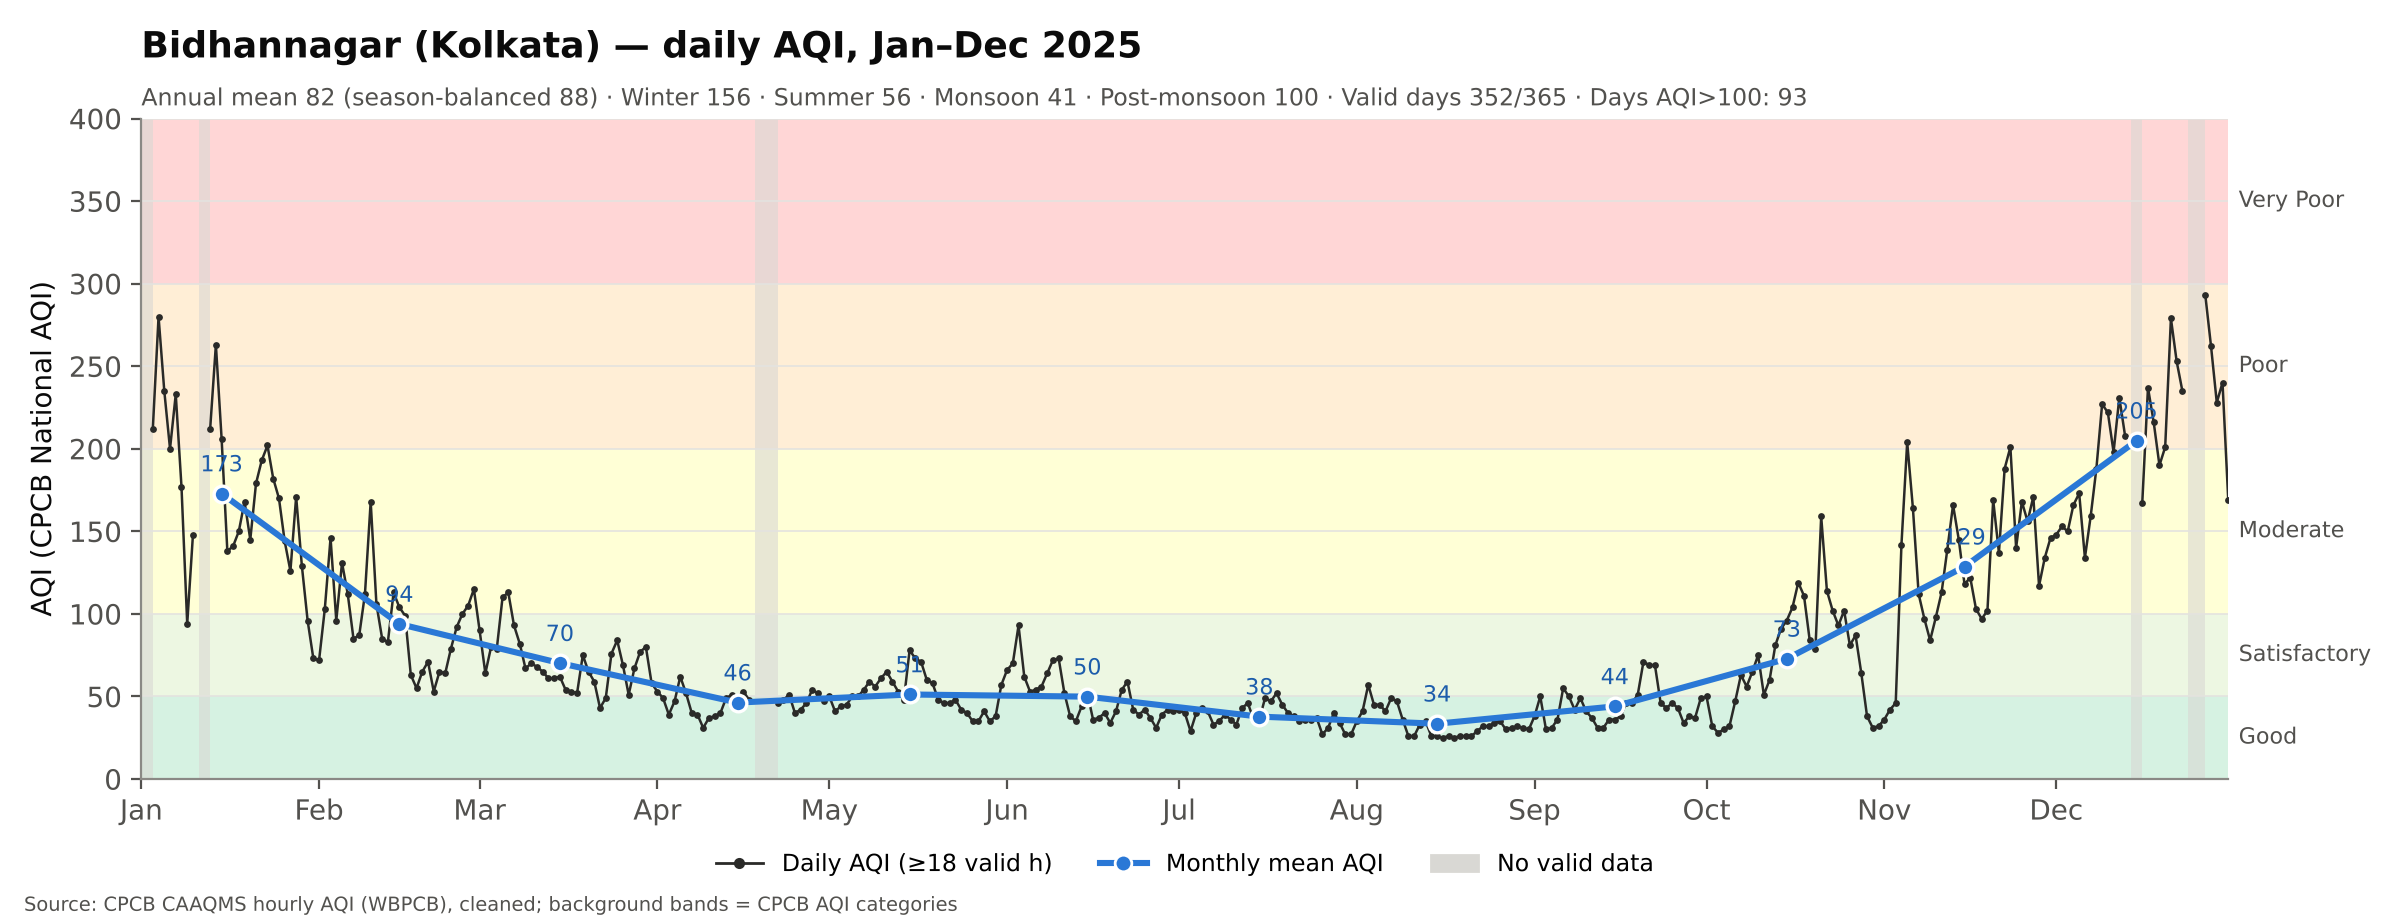 Bidhannagar (Kolkata) — daily AQI, Jan–Dec 2025
Annual mean 82 (season-balanced 88) · Winter 156 · Summer 56 · Monsoon 41 · Post-monsoon 100 · Valid days 352/365 · Days AQI>100: 93
AQI (CPCB National AQI)
400
350
300
250
200
150
100
50
0
Very Poor
Poor
Moderate
Satisfactory
Good
173
94
70
46
51
50
38
34
44
73
129
205
Jan Feb Mar Apr May Jun Jul Aug Sep Oct Nov Dec
Daily AQI (≥18 valid h) Monthly mean AQI No valid data
Source: CPCB CAAQMS hourly AQI (WBPCB), cleaned; background bands = CPCB AQI categories